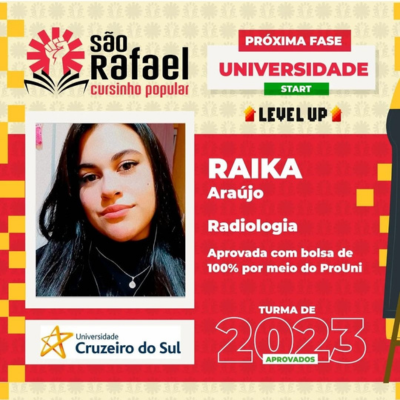 são
Rafael
cursinho popular
PRÓXIMA FASE
UNIVERSIDADE
START
LEVEL UP
RAIKA
Araújo
Radiologia
Aprovada com bolsa de
100% por meio do ProUni
Universidade
Cruzeiro do Sul
TURMA DE
2023
APROVADOS